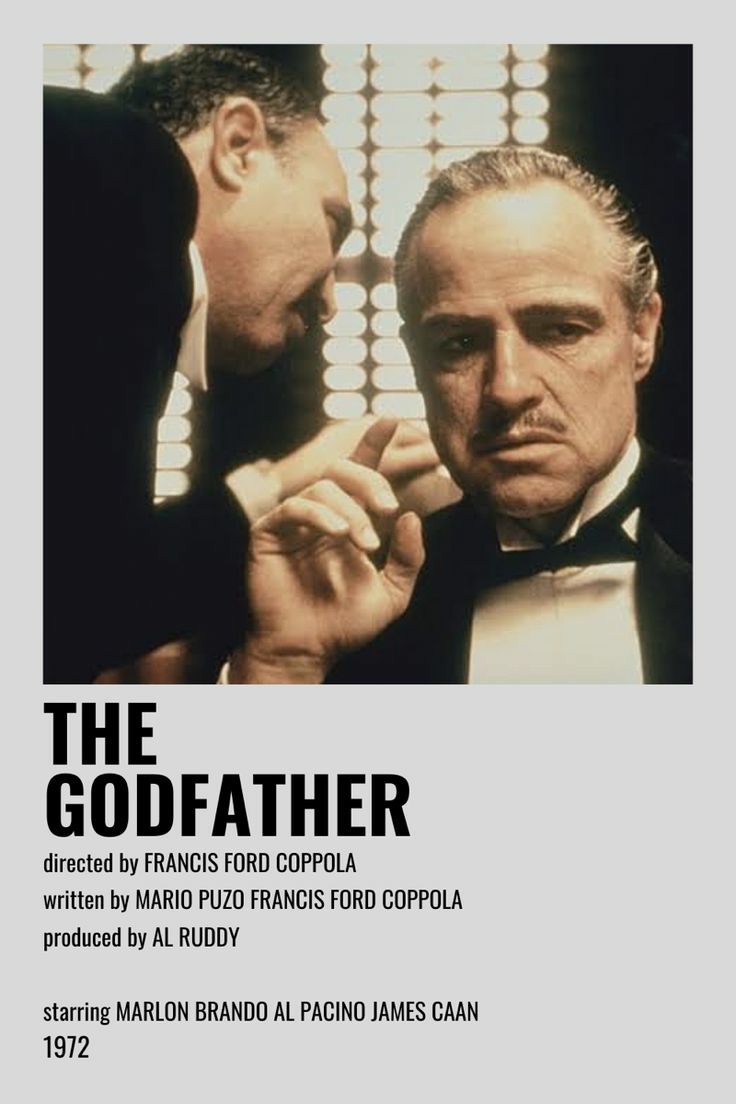 THE
GODFATHER
directed by FRANCIS FORD COPPOLA
written by MARIO PUZO FRANCIS FORD COPPOLA
produced by AL RUDDY
starring MARLON BRANDO AL PACINO JAMES CAAN
1972